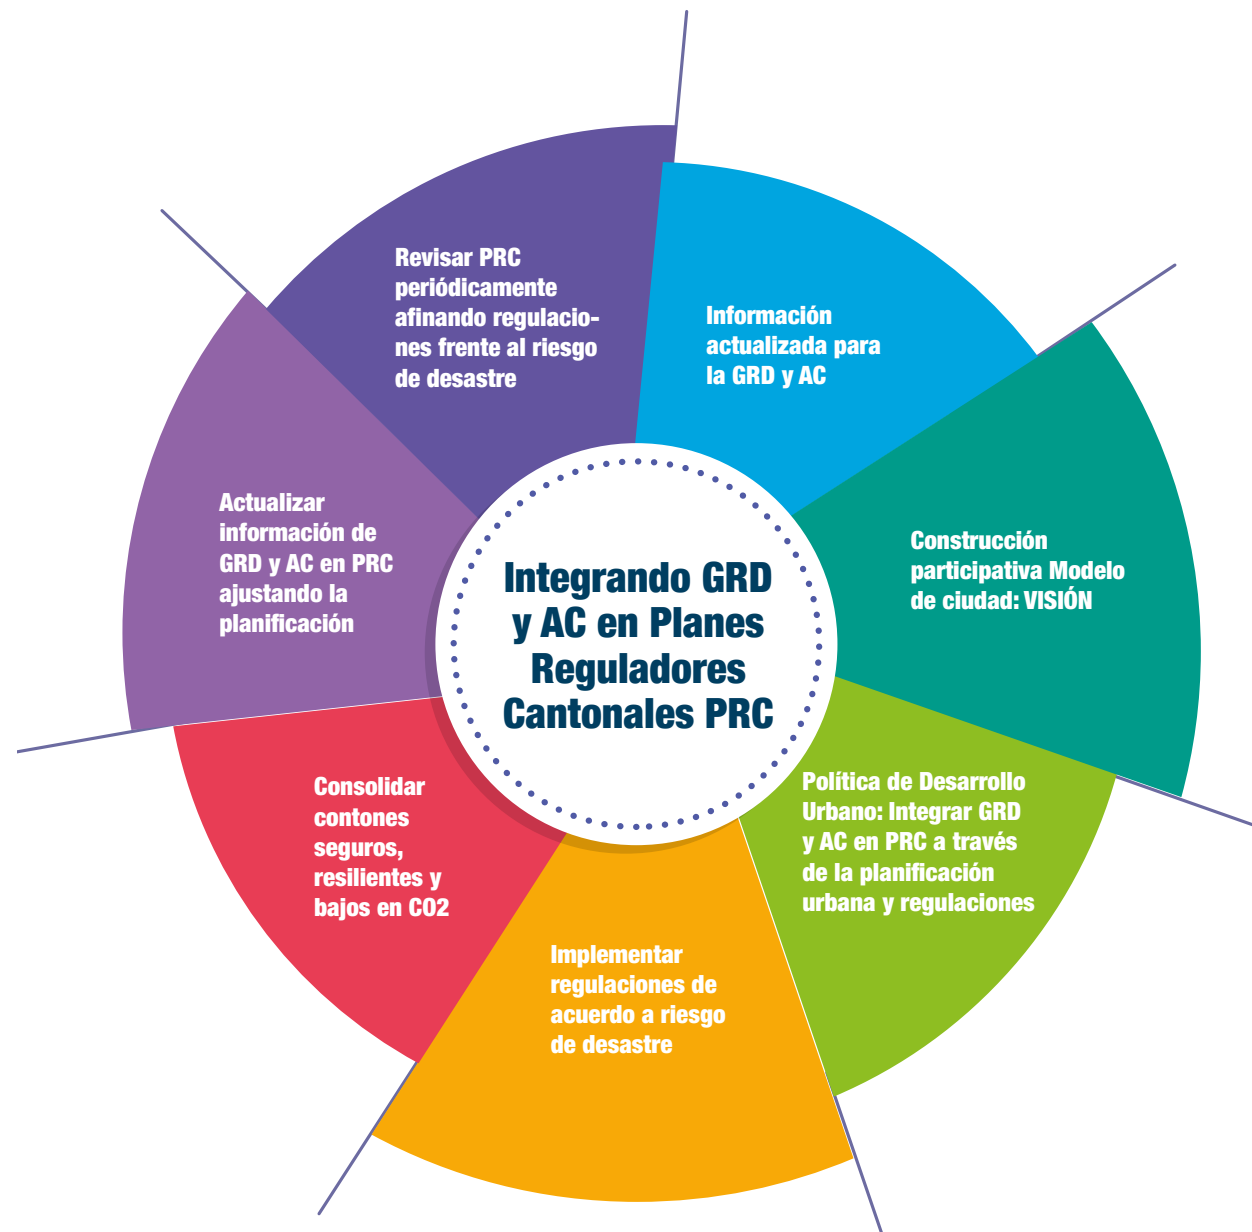 Revisar PRC
periódicamente
afinando regulacio-
nes frente al riesgo
de desastre
Información
actualizada para
la GRD y AC
Construcción
participativa Modelo
de ciudad: VISIÓN
Política de Desarrollo
Urbano: Integrar GRD
y AC en PRC a través
de la planificación
urbana y regulaciones
Implementar
regulaciones de
acuerdo a riesgo
de desastre
Consolidar
contones
seguros,
resilientes y
bajos en CO2
Actualizar
información de
GRD y AC en PRC
ajustando la
planificación
Integrando GRD
y AC en Planes
Reguladores
Cantonales PRC